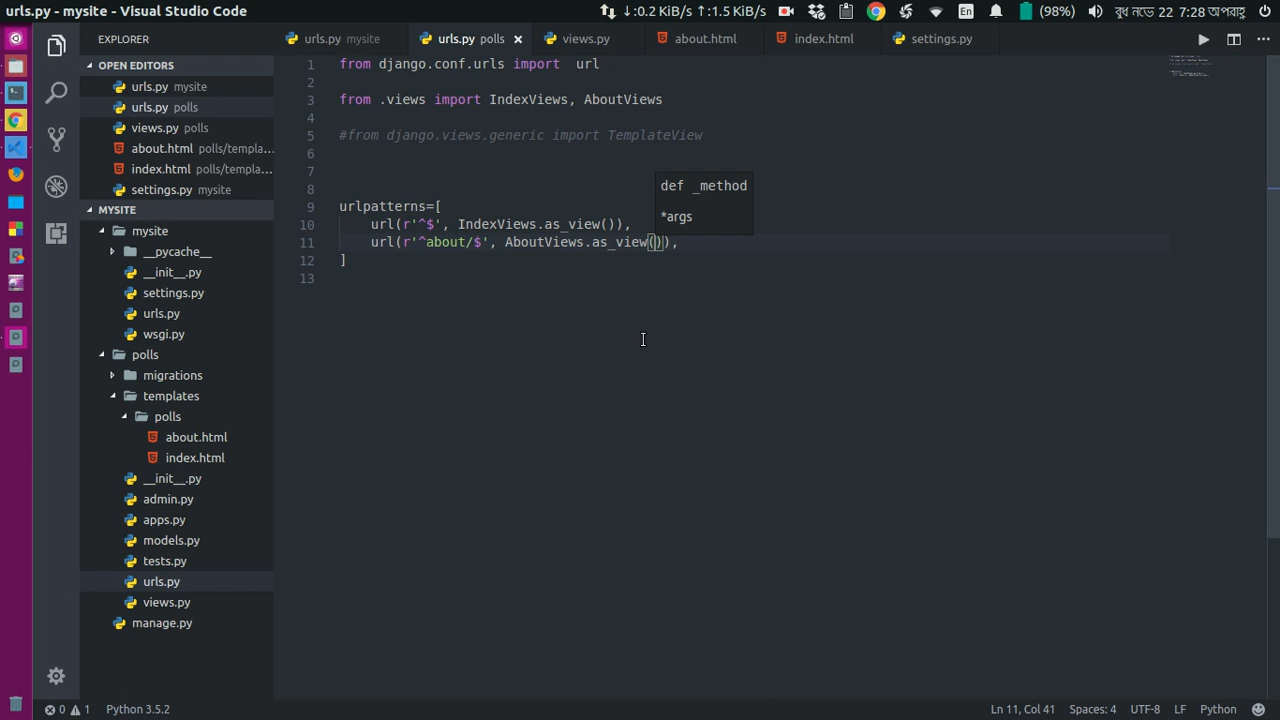 urls.py - mysite - Visual Studio Code
↓:0.2 KiB/s ↑:1.5 KiB/s En (98%) বুধ নভে 22 7:28 অপরাহ্ণ
EXPLORER
urls.py mysite
urls.py polls ×
views.py
about.html
index.html
settings.py
OPEN EDITORS
urls.py mysite
urls.py polls
views.py polls
about.html polls/templa...
index.html polls/templa...
settings.py mysite
MYSITE
mysite
__pycache__
__init__.py
settings.py
urls.py
wsgi.py
polls
migrations
templates
polls
about.html
index.html
__init__.py
admin.py
apps.py
models.py
tests.py
urls.py
views.py
manage.py
1 from django.conf.urls import  url
2
3 from .views import IndexViews, AboutViews
4
5 #from django.views.generic import TemplateView
6
7
8
9 urlpatterns=[
10     url(r'^$', IndexViews.as_view()),
11     url(r'^about/$', AboutViews.as_view()),
12 ]
13
def _method
*args
0 1 Python 3.5.2
Ln 11, Col 41 Spaces: 4 UTF-8 LF Python